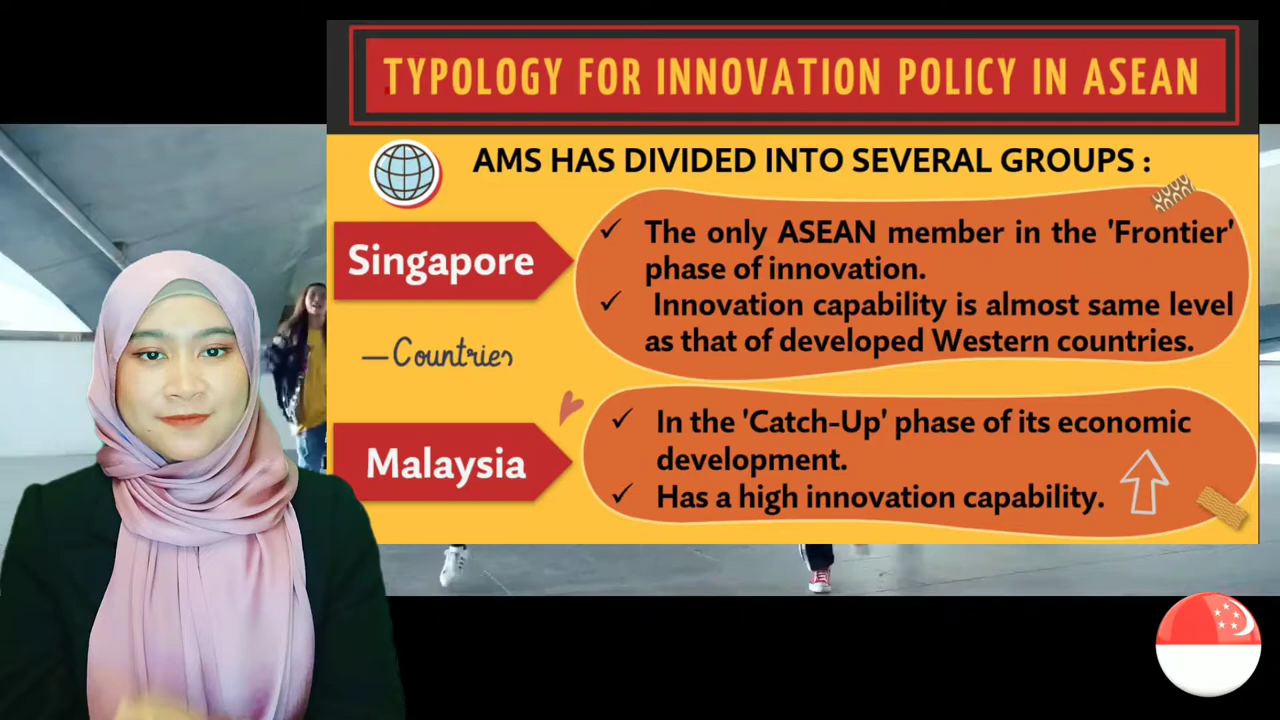 TYPOLOGY FOR INNOVATION POLICY IN ASEAN
AMS HAS DIVIDED INTO SEVERAL GROUPS :
Singapore
✓ The only ASEAN member in the 'Frontier'
phase of innovation.
✓ Innovation capability is almost same level
as that of developed Western countries.
—Countries
Malaysia
✓ In the 'Catch-Up' phase of its economic
development.
✓ Has a high innovation capability.